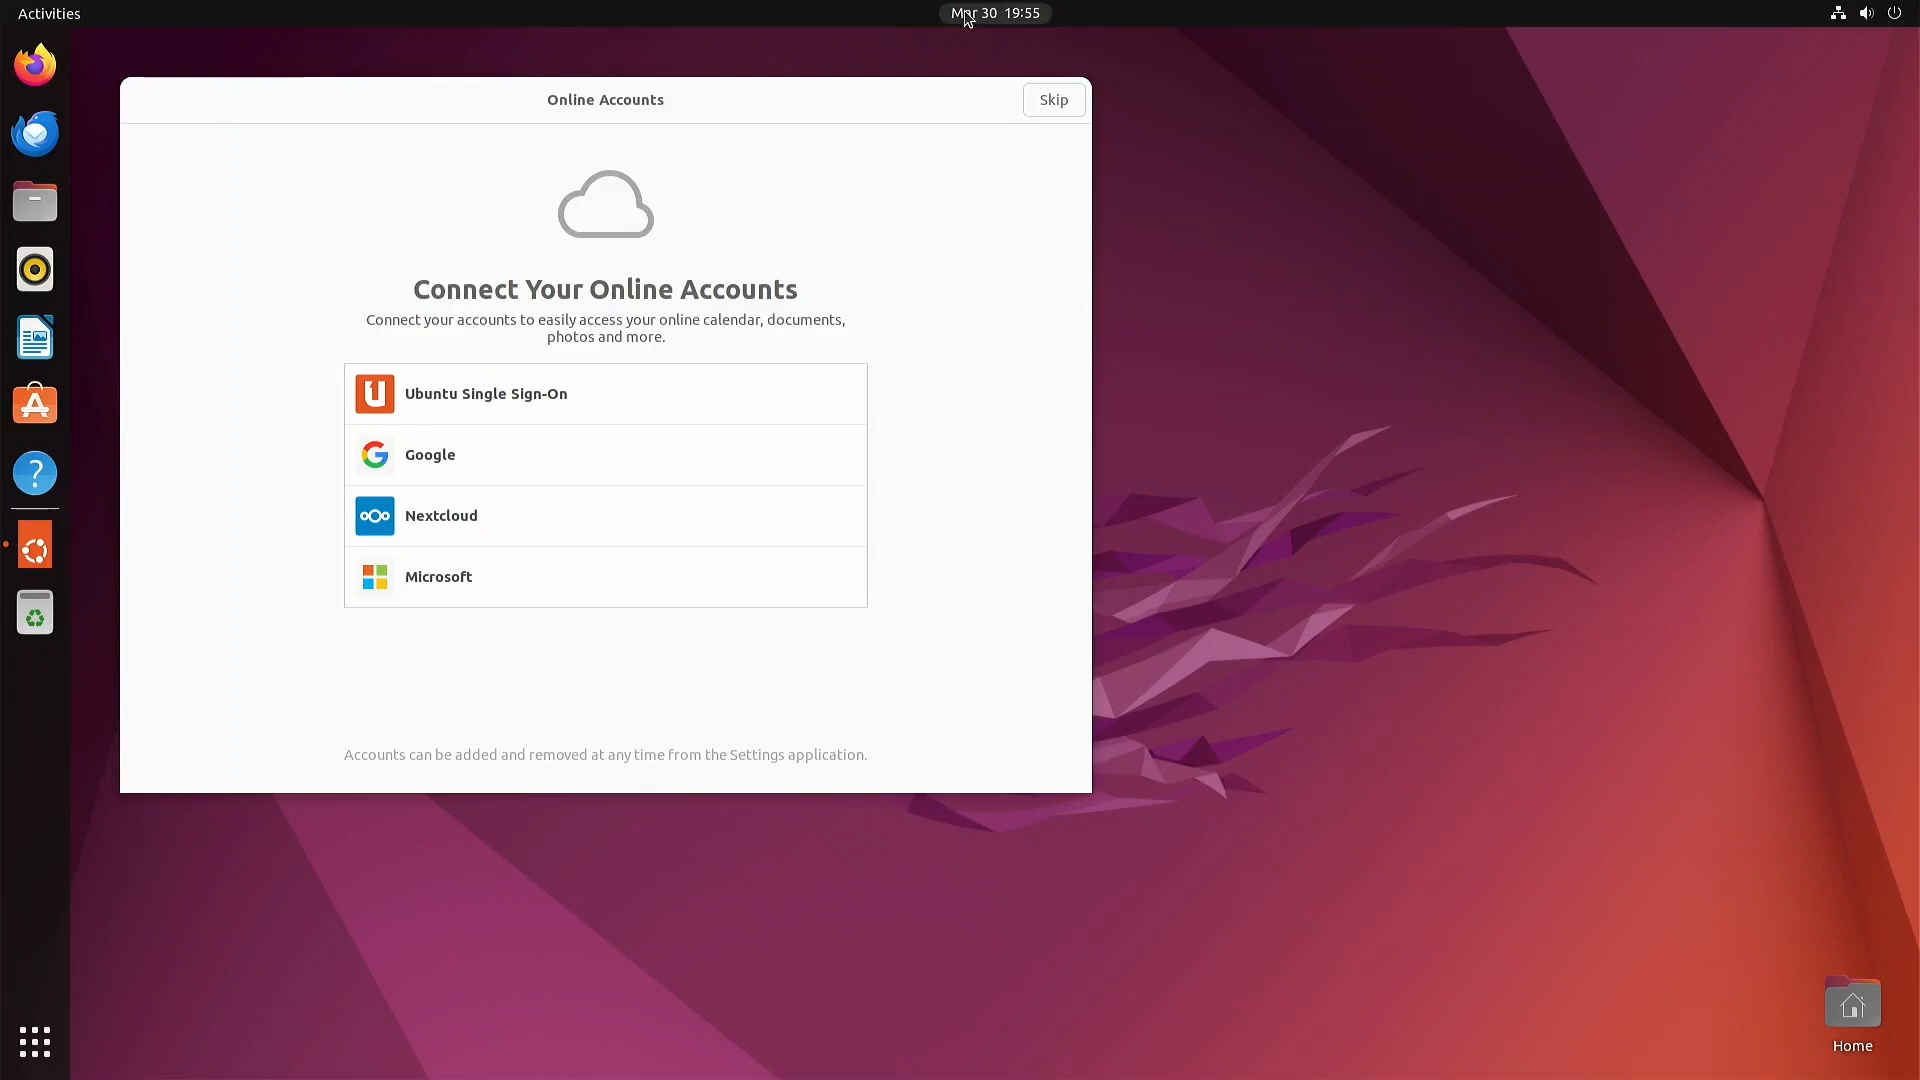 Activities
Mar 30 19:55
Online Accounts
Skip
Connect Your Online Accounts
Connect your accounts to easily access your online calendar, documents,
photos and more.
Ubuntu Single Sign-On
Google
Nextcloud
Microsoft
Accounts can be added and removed at any time from the Settings application.
Home